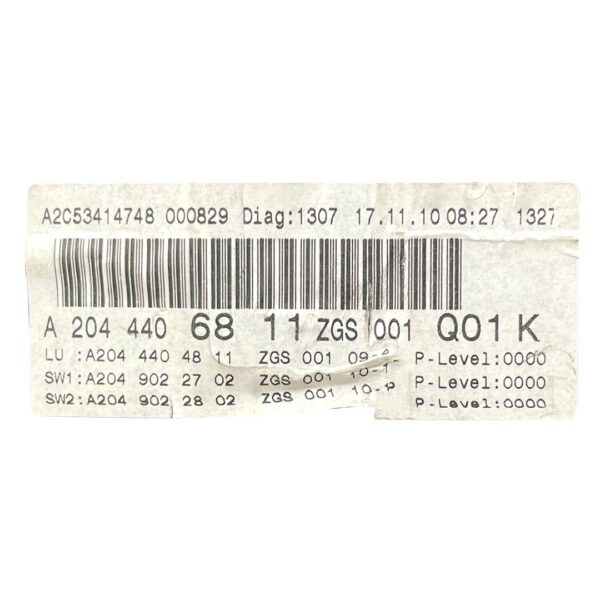 A2C53414748 000829 Diag:1307 17.11.10 08:27 1327
A 204 440 68 11 ZGS 001 Q01 K
LU :A204 440 48 11 ZGS 001 P-Level:0000
SW1:A204 902 27 02 ZGS 001 P-Level:0000
SW2:A204 902 28 02 ZGS 001 P-Level:0000